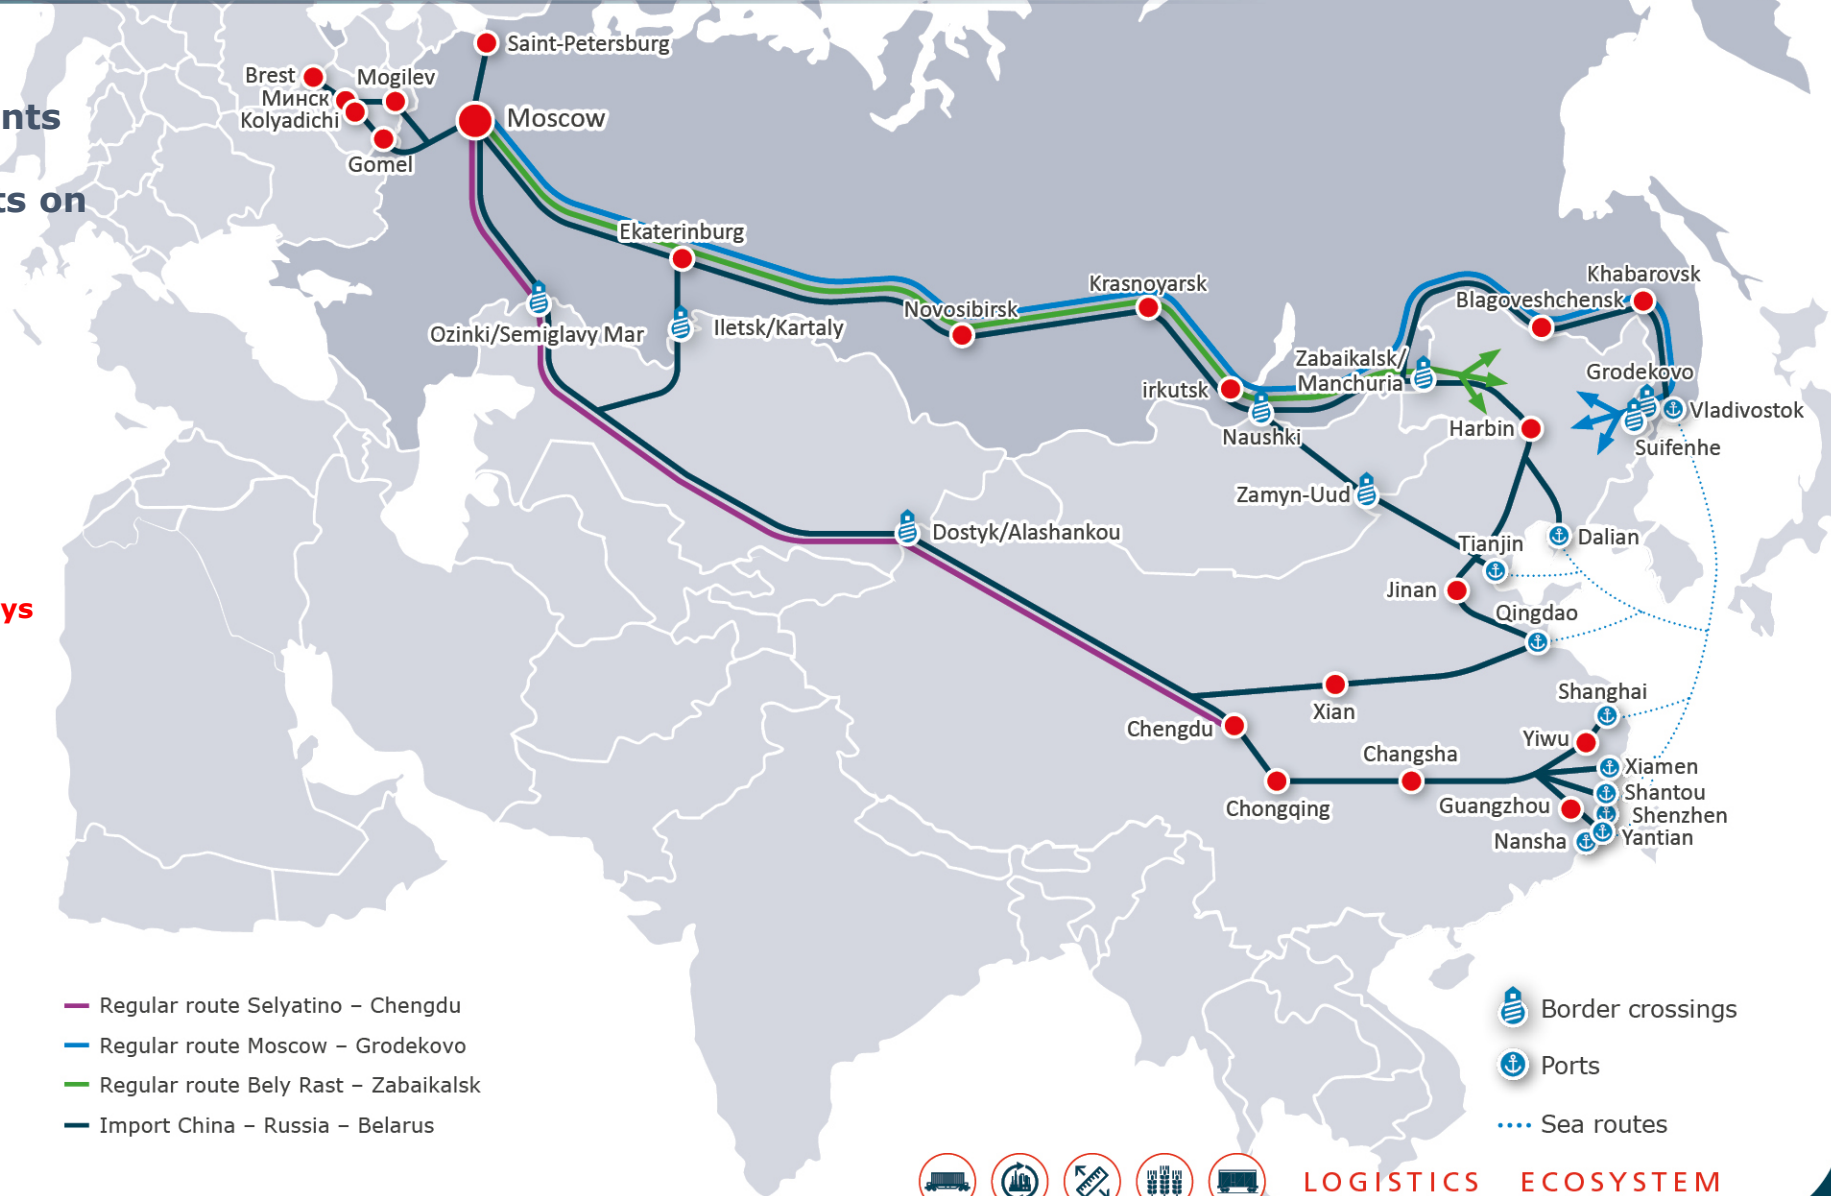 nts
ts on
ys
Saint-Petersburg
Brest
Mogilev
Минск
Kolyadichi
Moscow
Gomel
Ekaterinburg
Krasnoyarsk
Khabarovsk
Novosibirsk
Blagoveshchensk
Ozinki/Semiglavy Mar
Iletsk/Kartaly
Zabaikalsk/
Manchuria
Grodekovo
irkutsk
Vladivostok
Naushki
Harbin
Suifenhe
Zamyn-Uud
Dostyk/Alashankou
Tianjin
Dalian
Jinan
Qingdao
Shanghai
Xian
Chengdu
Yiwu
Changsha
Xiamen
Chongqing
Guangzhou
Shantou
Shenzhen
Nansha
Yantian
Regular route Selyatino – Chengdu
Regular route Moscow – Grodekovo
Regular route Bely Rast – Zabaikalsk
Import China – Russia – Belarus
Border crossings
Ports
Sea routes
LOGISTICS ECOSYSTEM